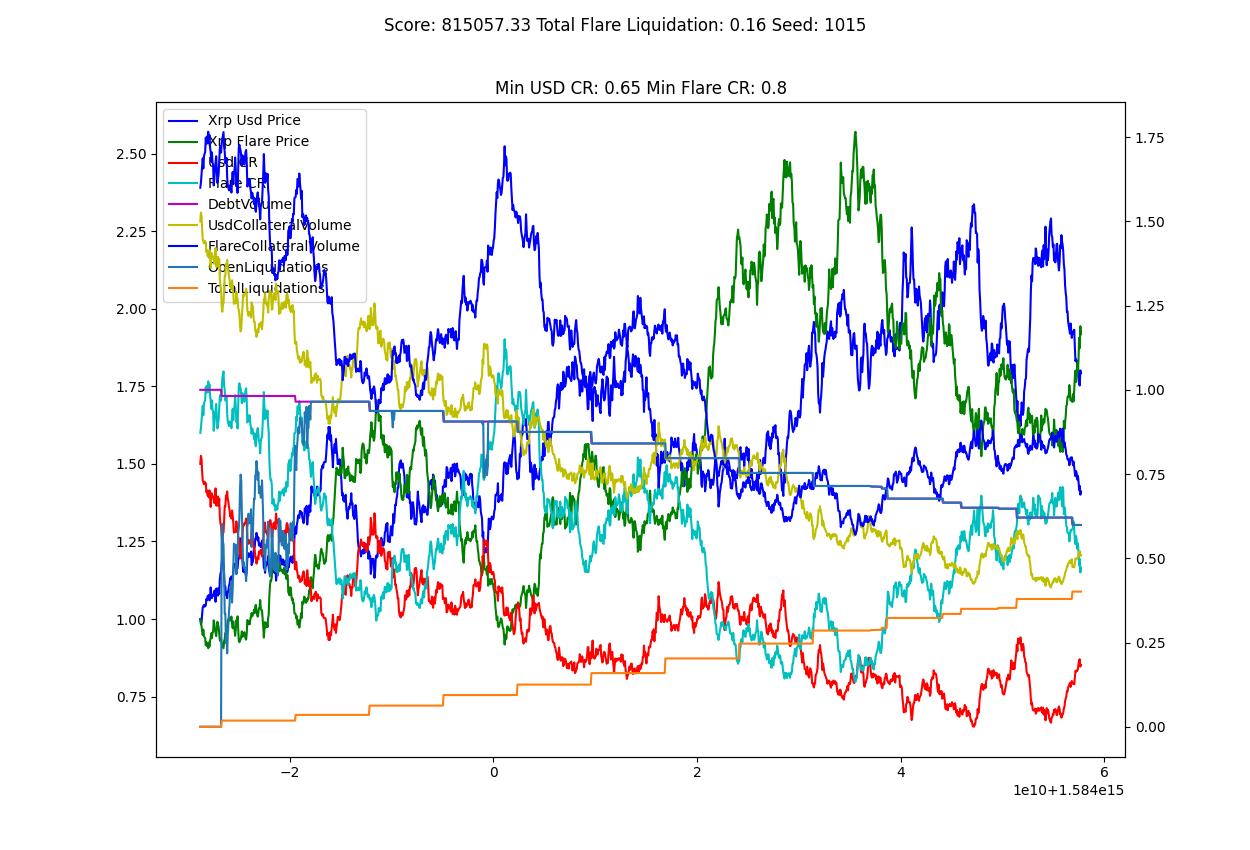 Score: 815057.33 Total Flare Liquidation: 0.16 Seed: 1015
Min USD CR: 0.65 Min Flare CR: 0.8
Xrp Usd Price
Xrp Flare Price
Usd CR
Flare CR
DebtVolume
UsdCollateralVolume
FlareCollateralVolume
OpenLiquidations
TotalLiquidations
2.50
2.25
2.00
1.75
1.50
1.25
1.00
0.75
1.75
1.50
1.25
1.00
0.75
0.50
0.25
0.00
−2
0
2
4
6
1e10+1.584e15